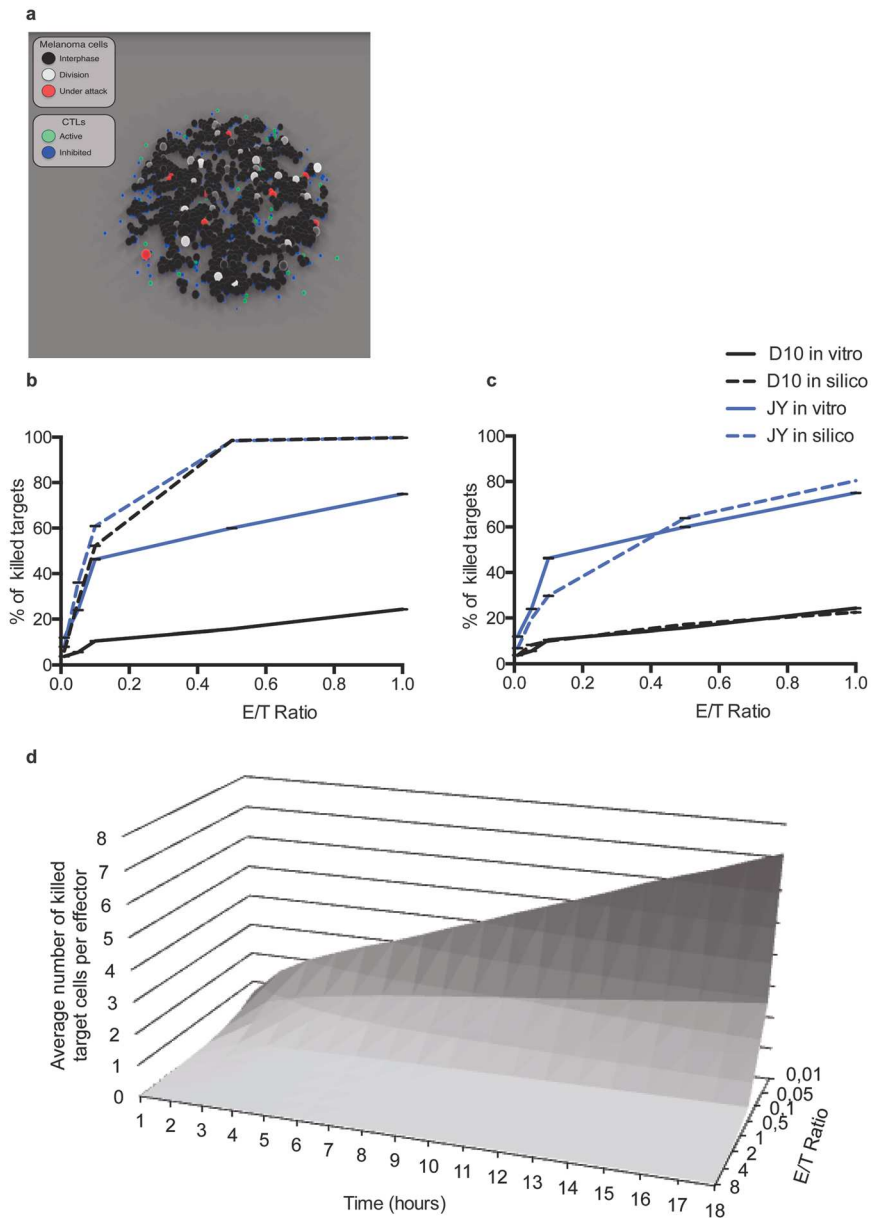 a
Melanoma cells
Interphase
Division
Under attack
CTLs
Active
Inhibited
D10 in vitro
D10 in silico
JY in vitro
JY in silico
b
100
80
60
40
20
0
% of killed targets
0.0 0.2 0.4 0.6 0.8 1.0
E/T Ratio
c
100
80
60
40
20
0
% of killed targets
0.0 0.2 0.4 0.6 0.8 1.0
E/T Ratio
d
8
7
6
5
4
3
2
1
0
Average number of killed
target cells per effector
1 2 3 4 5 6 7 8 9 10 11 12 13 14 15 16 17 18
Time (hours)
0,01
0,05
0,1
0,5
1
2
4
8
E/T Ratio